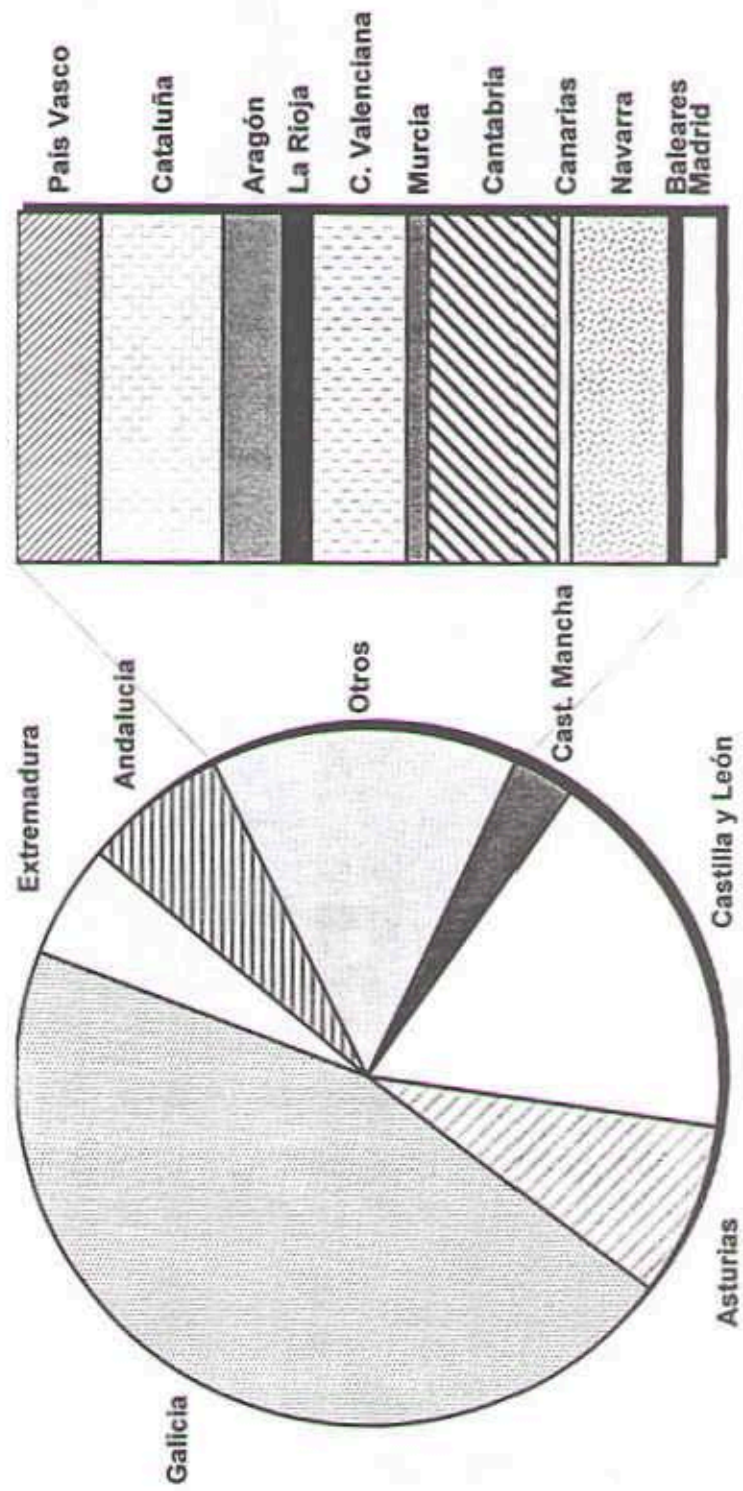 Galicia
Extremadura
Andalucia
Otros
Cast. Mancha
Castilla y León
Asturias
País Vasco
Cataluña
Aragón
La Rioja
C. Valenciana
Murcia
Cantabria
Canarias
Navarra
Baleares
Madrid